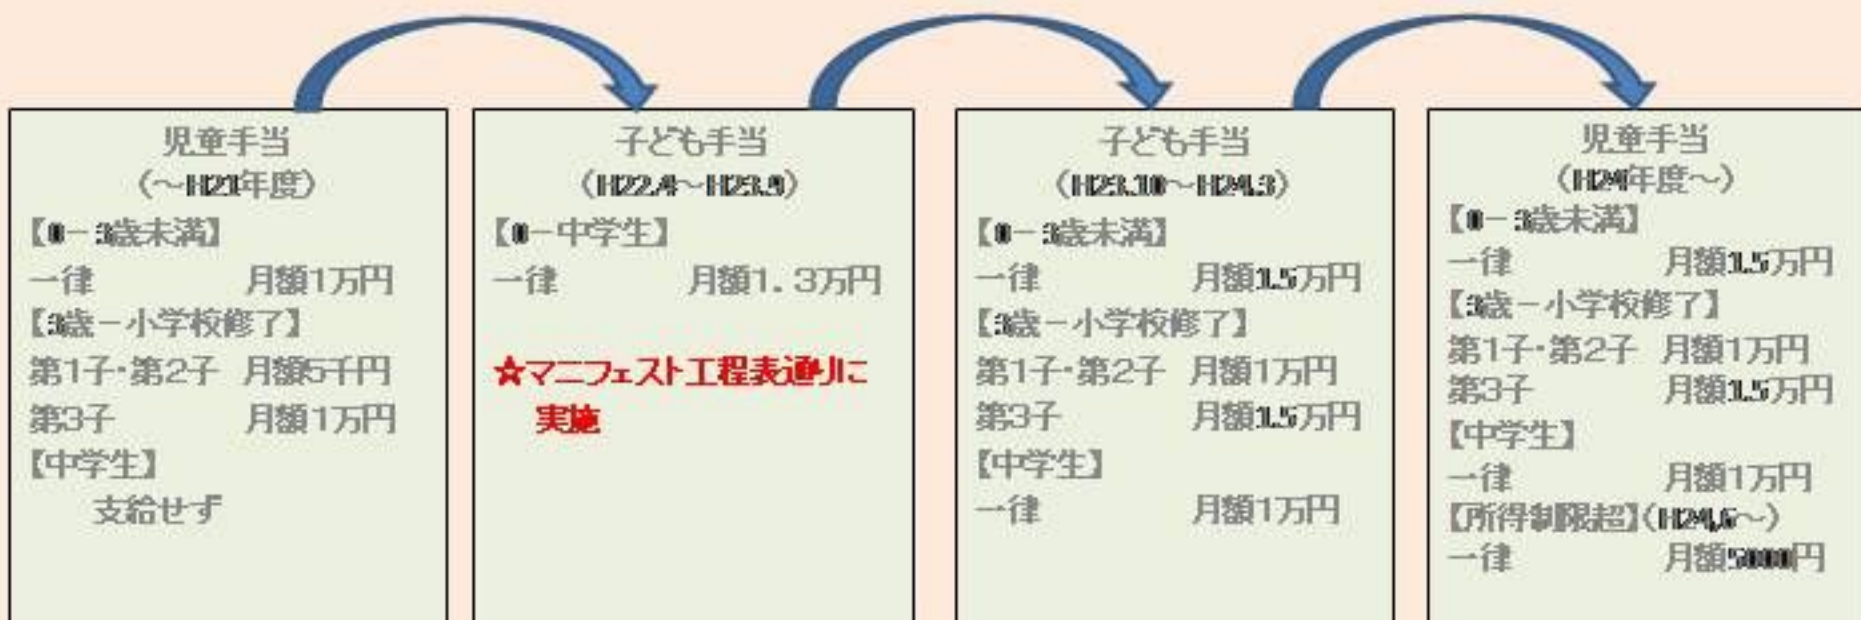 児童手当
(～H21年度)
【0－3歳未満】
一律 月額1万円
【3歳－小学校修了】
第1子・第2子 月額5千円
第3子 月額1万円
【中学生】
支給せず
子ども手当
(H22.4～H23.9)
【0－中学生】
一律 月額1．3万円
☆マニフェスト工程表通りに
実施
子ども手当
(H23.10～H24.3)
【0－3歳未満】
一律 月額1.5万円
【3歳－小学校修了】
第1子・第2子 月額1万円
第3子 月額1.5万円
【中学生】
一律 月額1万円
児童手当
(H24年度～)
【0－3歳未満】
一律 月額1.5万円
【3歳－小学校修了】
第1子・第2子 月額1万円
第3子 月額1.5万円
【中学生】
一律 月額1万円
【所得制限超】(H24.6～)
一律 月額5000円